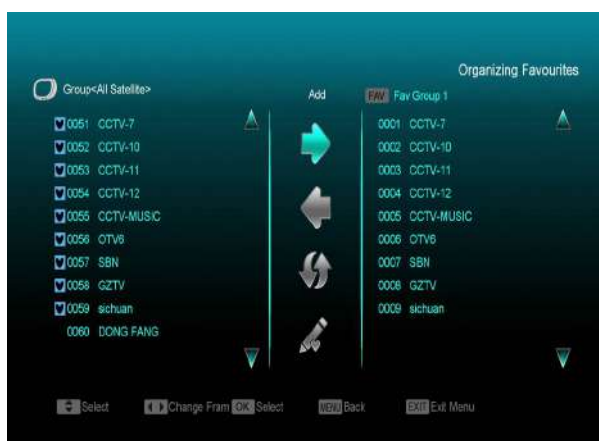 Organizing Favourites
Group<All Satellite>
Add
FAV Fav Group 1
0051 CCTV-7
0052 CCTV-10
0053 CCTV-11
0054 CCTV-12
0055 CCTV-MUSIC
0056 OTV6
0057 SBN
0058 GZTV
0059 sichuan
0060 DONG FANG
0001 CCTV-7
0002 CCTV-10
0003 CCTV-11
0004 CCTV-12
0005 CCTV-MUSIC
0006 OTV6
0007 SBN
0008 GZTV
0009 sichuan
Select Change Fram OK Select MENU Back EXIT Exit Menu